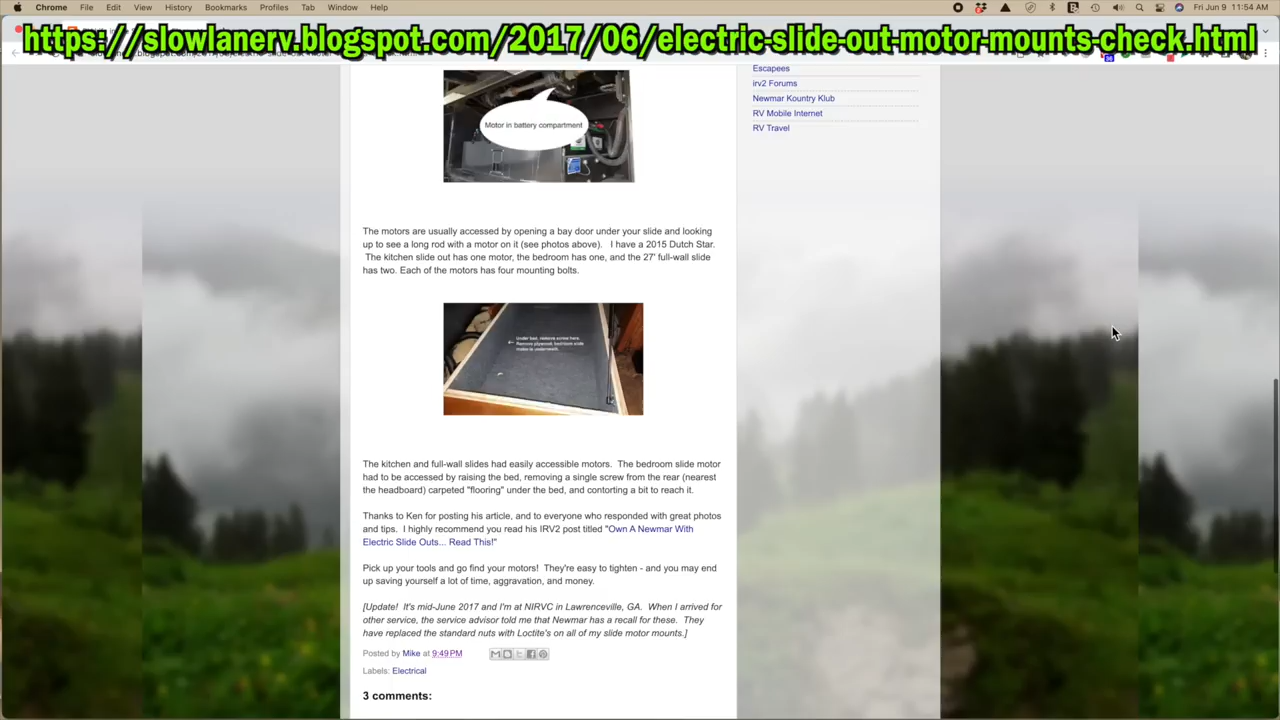 Chrome File Edit View History Bookmarks Profiles Tab Window Help
Fri Jun 9 11:54 AM
https://slowlanerv.blogspot.com/2017/06/electric-slide-out-motor-mounts-check.html
Motor in battery compartment
The motors are usually accessed by opening a bay door under your slide and looking
up to see a long rod with a motor on it (see photos above). I have a 2015 Dutch Star.
The kitchen slide out has one motor, the bedroom has one, and the 27' full-wall slide
has two. Each of the motors has four mounting bolts.
Under bed, remove screw here.
Remove plywood, bedroom slide
motor is underneath.
The kitchen and full-wall slides had easily accessible motors. The bedroom slide motor
had to be accessed by raising the bed, removing a single screw from the rear (nearest
the headboard) carpeted "flooring" under the bed, and contorting a bit to reach it.
Thanks to Ken for posting his article, and to everyone who responded with great photos
and tips. I highly recommend you read his IRV2 post titled "Own A Newmar With
Electric Slide Outs... Read This!"
Pick up your tools and go find your motors! They're easy to tighten - and you may end
up saving yourself a lot of time, aggravation, and money.
[Update! It's mid-June 2017 and I'm at NIRVC in Lawrenceville, GA. When I arrived for
other service, the service advisor told me that Newmar has a recall for these. They
have replaced the standard nuts with Loctite's on all of my slide motor mounts.]
Posted by Mike at 9:49 PM
Labels: Electrical
3 comments:
Escapees
irv2 Forums
Newmar Kountry Klub
RV Mobile Internet
RV Travel